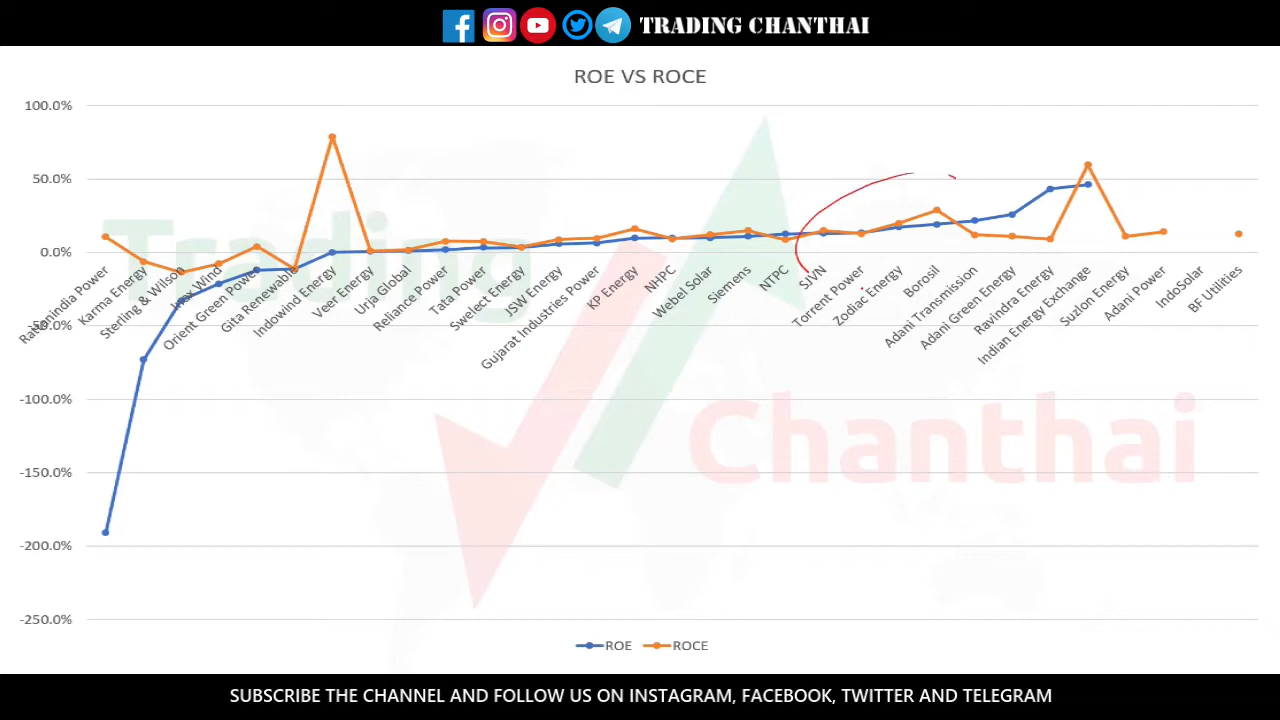 TRADING CHANTHAI
ROE VS ROCE
100.0%
50.0%
0.0%
-50.0%
-100.0%
-150.0%
-200.0%
-250.0%
RattanIndia Power
Karma Energy
Sterling & Wilson
Inox Wind
Orient Green Power
Gita Renewable
Indowind Energy
Veer Energy
Urja Global
Reliance Power
Tata Power
Swelect Energy
JSW Energy
Gujarat Industries Power
KP Energy
NHPC
Webel Solar
Siemens
NTPC
SJVN
Torrent Power
Zodiac Energy
Borosil
Adani Transmission
Adani Green Energy
Ravindra Energy
Indian Energy Exchange
Suzlon Energy
Adani Power
IndoSolar
BF Utilities
Trading
Chanthai
ROE
ROCE
SUBSCRIBE THE CHANNEL AND FOLLOW US ON INSTAGRAM, FACEBOOK, TWITTER AND TELEGRAM